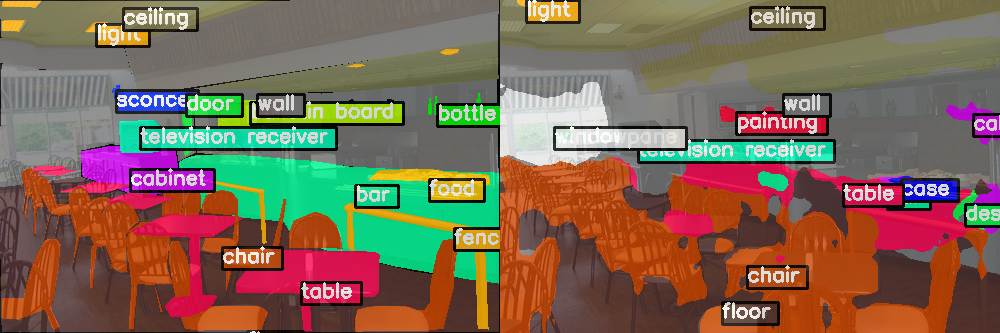 ceiling
light
sconce
door
wall
in board
bottle
television receiver
cabinet
bar
food
fenc
chair
table
light
ceiling
wall
painting
cal
windowpane
television receiver
table
case
des
chair
floor